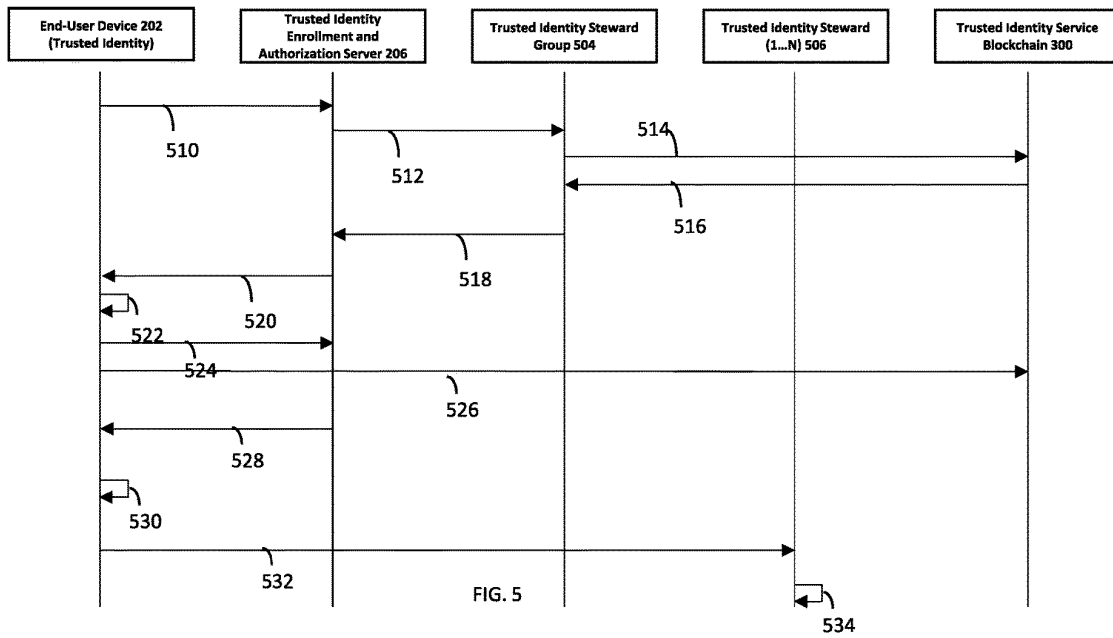 End-User Device 202
(Trusted Identity)
Trusted Identity
Enrollment and
Authorization Server 206
Trusted Identity Steward
Group 504
Trusted Identity Steward
(1...N) 506
Trusted Identity Service
Blockchain 300
510
512
514
516
518
520
522
524
526
528
530
532
534
FIG. 5